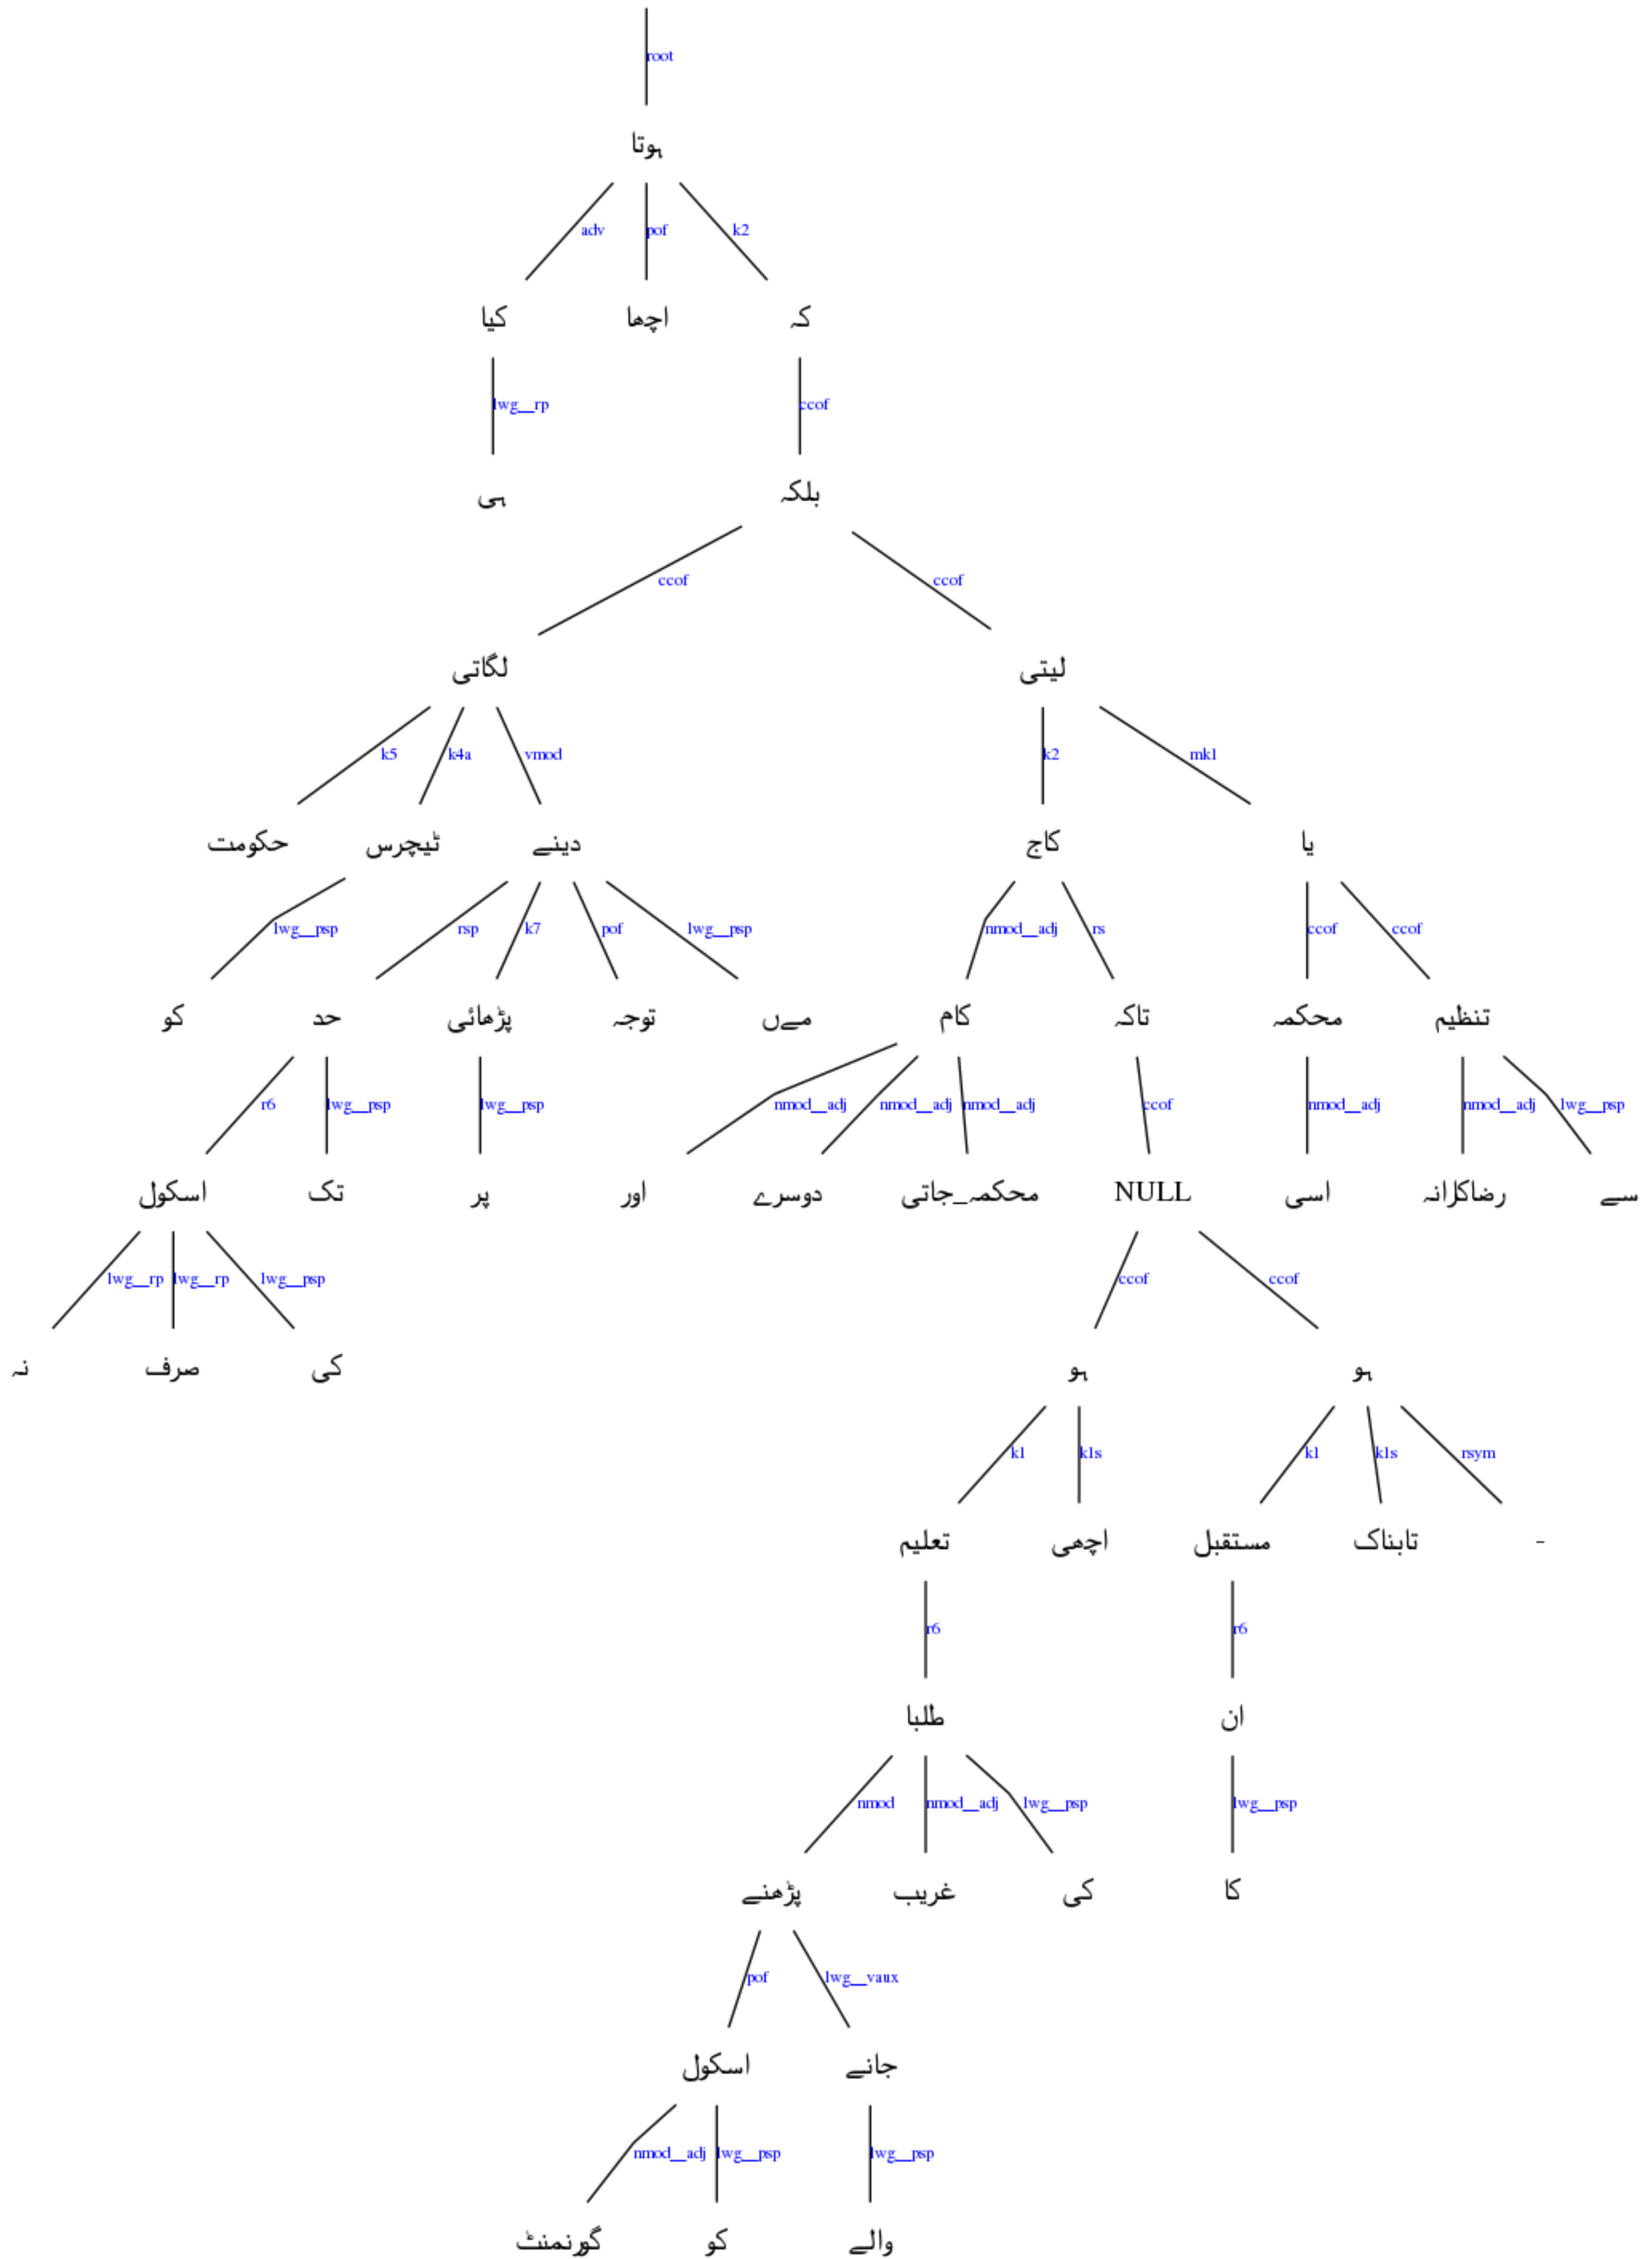 root
ہوتا
adv pof k2
کیا اچھا کہ
lwg__rp ccof
ہی بلکہ
ccof ccof
لگاتی لیتی
k5 k4a vmod k2 mk1
حکومت ٹیچرس دینے کاج یا
lwg__psp rsp k7 pof lwg__psp nmod__adj rs ccof ccof
کو حد پڑھائی توجہ مےں کام تاکہ محکمہ تنظیم
r6 lwg__psp lwg__psp nmod__adj nmod__adj nmod__adj ccof nmod__adj nmod__adj lwg__psp
اسکول تک پر اور دوسرے محکمہ_جاتی NULL اسی رضاکارانہ سے
lwg__rp lwg__rp lwg__psp ccof ccof
نہ صرف کی ہو ہو
k1 k1s k1 k1s rsym
تعلیم اچھی مستقبل تابناک -
r6 r6
طلبا ان
nmod nmod__adj lwg__psp lwg__psp
پڑھنے غریب کی کا
pof lwg__vaux
اسکول جانے
nmod__adj lwg__psp lwg__psp
گورنمنٹ کو والے